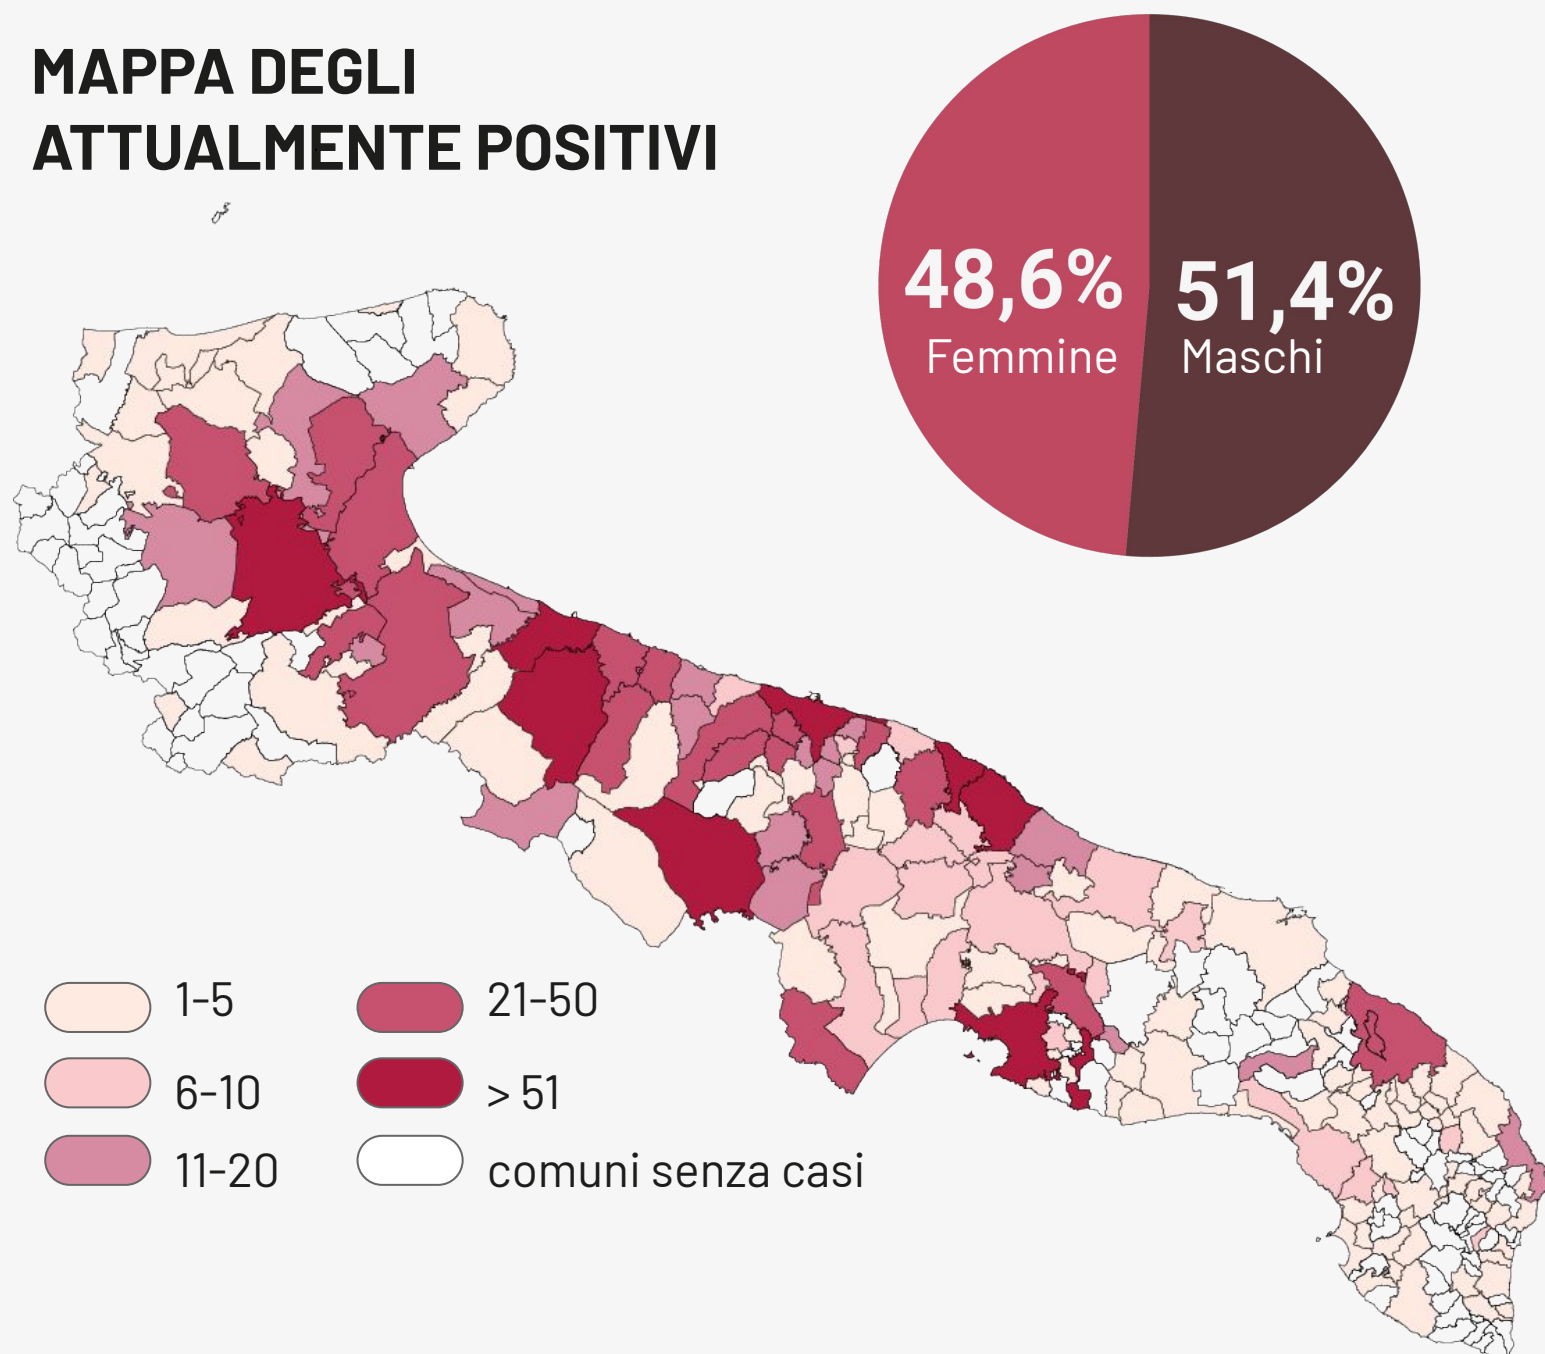 MAPPA DEGLI
ATTUALMENTE POSITIVI
48,6%
Femmine
51,4%
Maschi
1-5
6-10
11-20
21-50
> 51
comuni senza casi